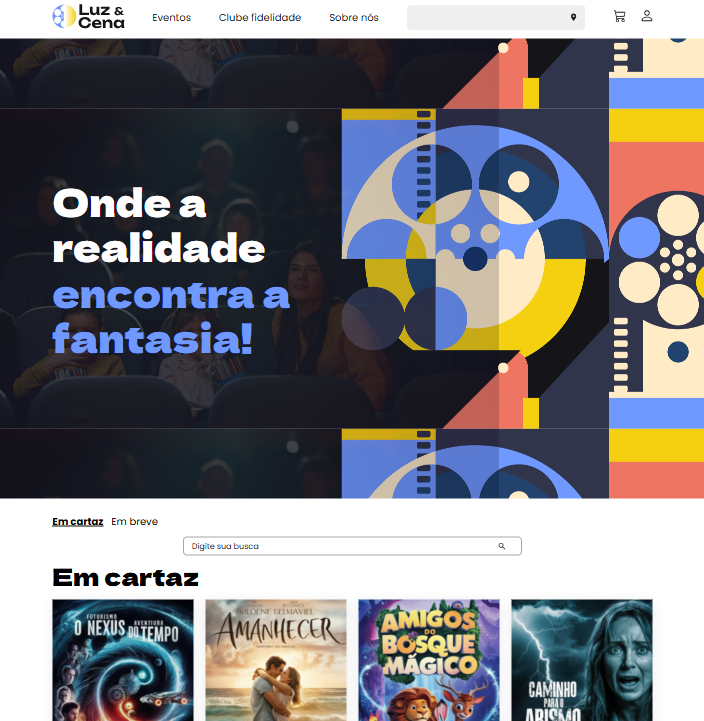 Luz &
Cena
Eventos
Clube fidelidade
Sobre nós
Onde a
realidade
encontra a
fantasia!
Em cartaz
Em breve
Digite sua busca
Em cartaz
FUTURISMO
AVENTURA
O NEXUS DO TEMPO
AMANHECER
AMIGOS
DO
BOSQUE
MÁGICO
CAMINHO
PARA O
ABISMO